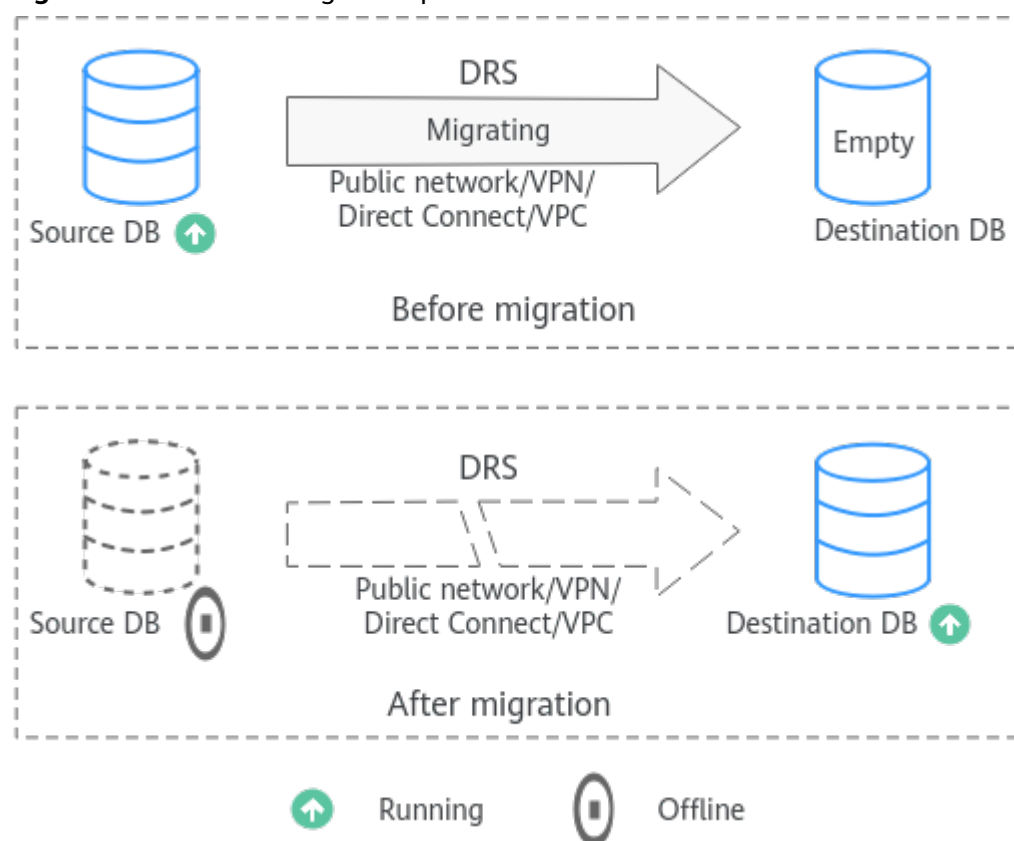 DRS
Migrating
Empty
Public network/VPN/
Direct Connect/VPC
Source DB
Destination DB
Before migration
DRS
Public network/VPN/
Direct Connect/VPC
Source DB
Destination DB
After migration
Running
Offline